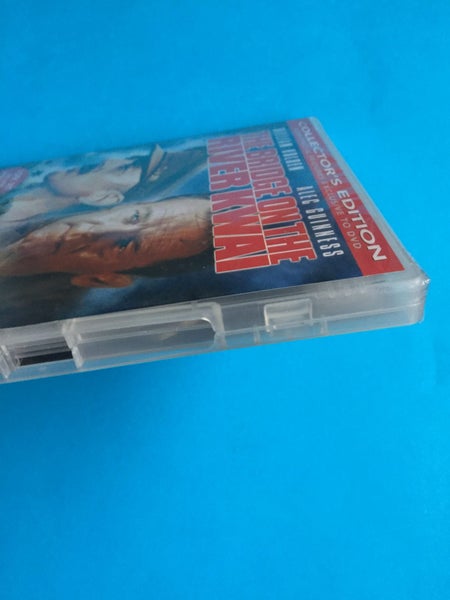 COLLECTOR'S EDITION
WILLIAM HOLDEN ALEC GUINNESS
THE BRIDGE ON THE
RIVER KWAI